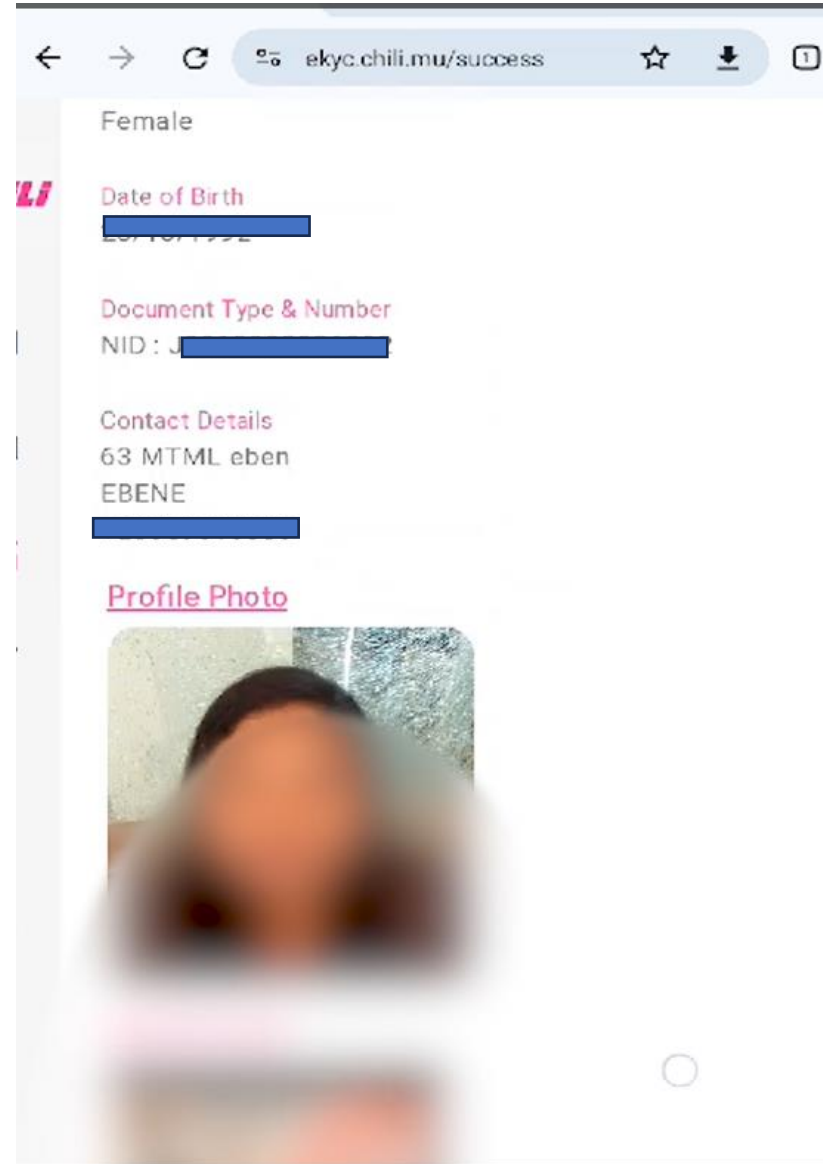 ekyc.chili.mu/success
1
Female
Date of Birth
Document Type & Number
NID : J
Contact Details
63 MTML eben
EBENE
Profile Photo